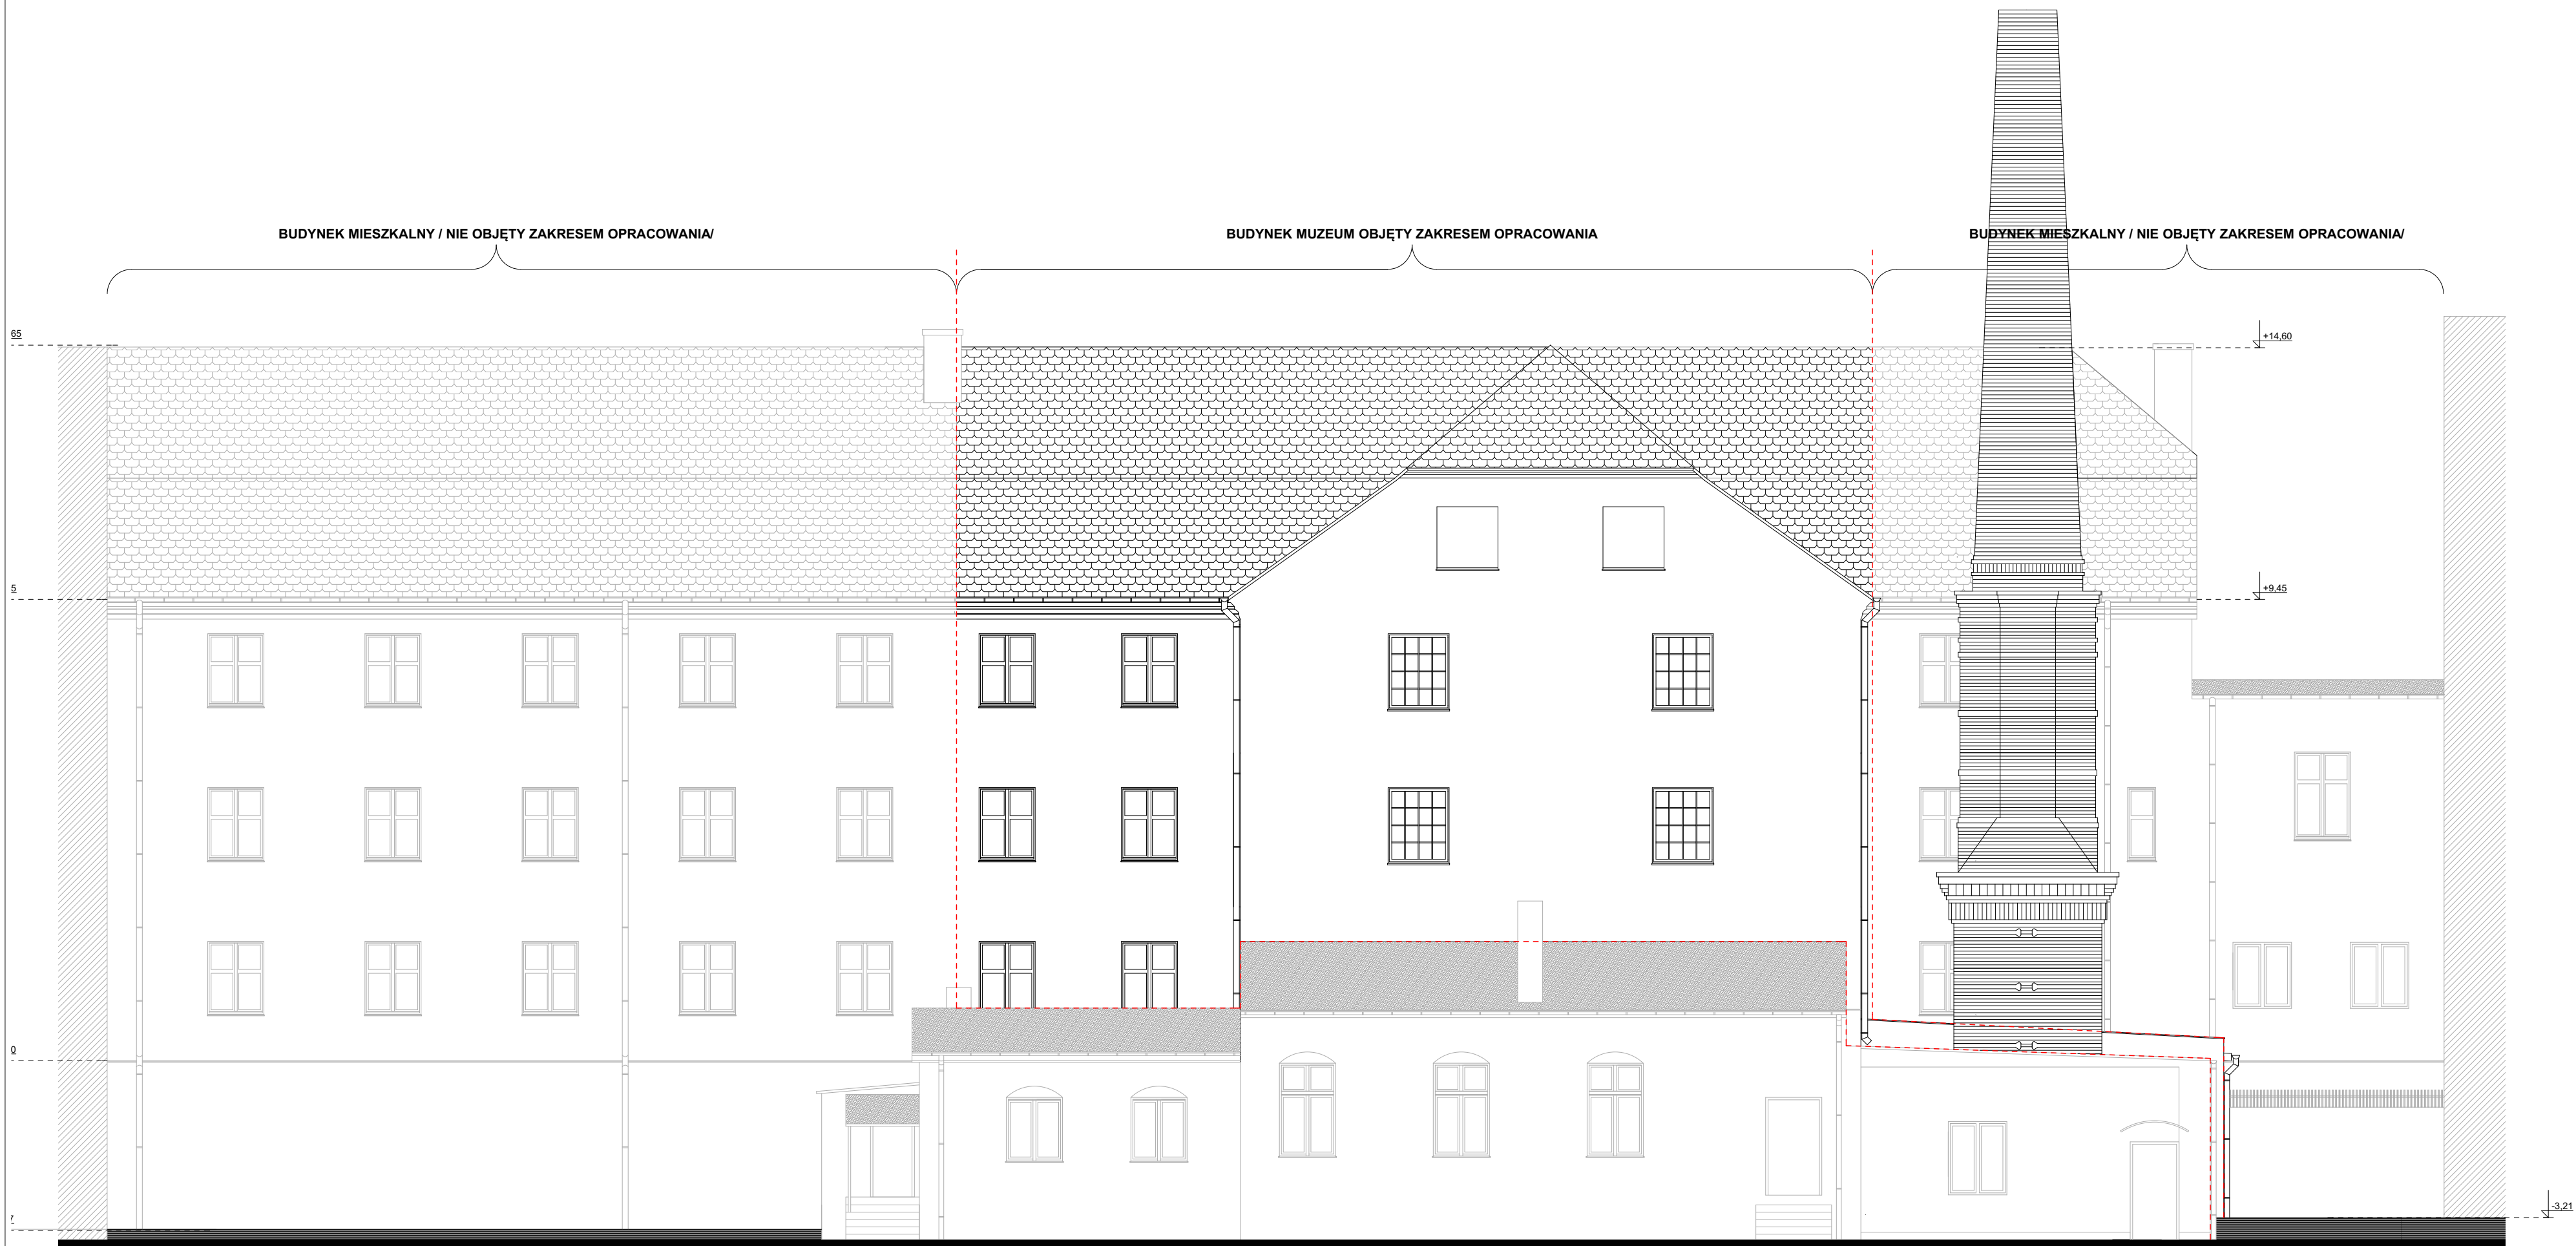 BUDYNEK MIESZKALNY / NIE OBJĘTY ZAKRESEM OPRACOWANIA/
BUDYNEK MUZEUM OBJĘTY ZAKRESEM OPRACOWANIA
BUDYNEK MIESZKALNY / NIE OBJĘTY ZAKRESEM OPRACOWANIA/
65
+14,60
5
+9,45
0
7
-3,21